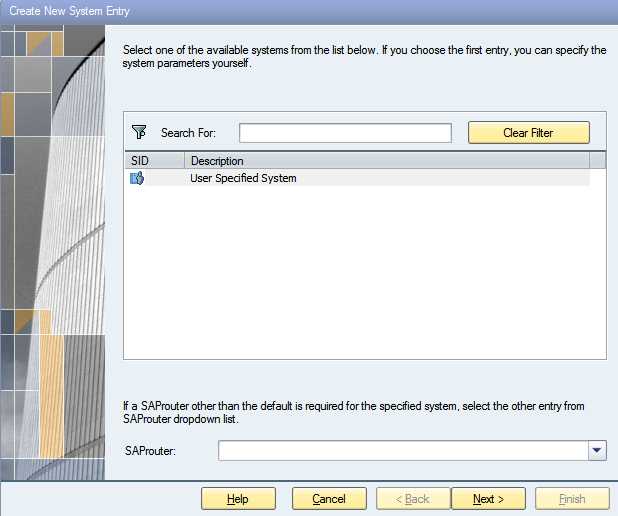 Create New System Entry
Select one of the available systems from the list below. If you choose the first entry, you can specify the
system parameters yourself.
Search For:
Clear Filter
SID Description
User Specified System
If a SAProuter other than the default is required for the specified system, select the other entry from
SAProuter dropdown list.
SAProuter:
Help Cancel < Back Next > Finish